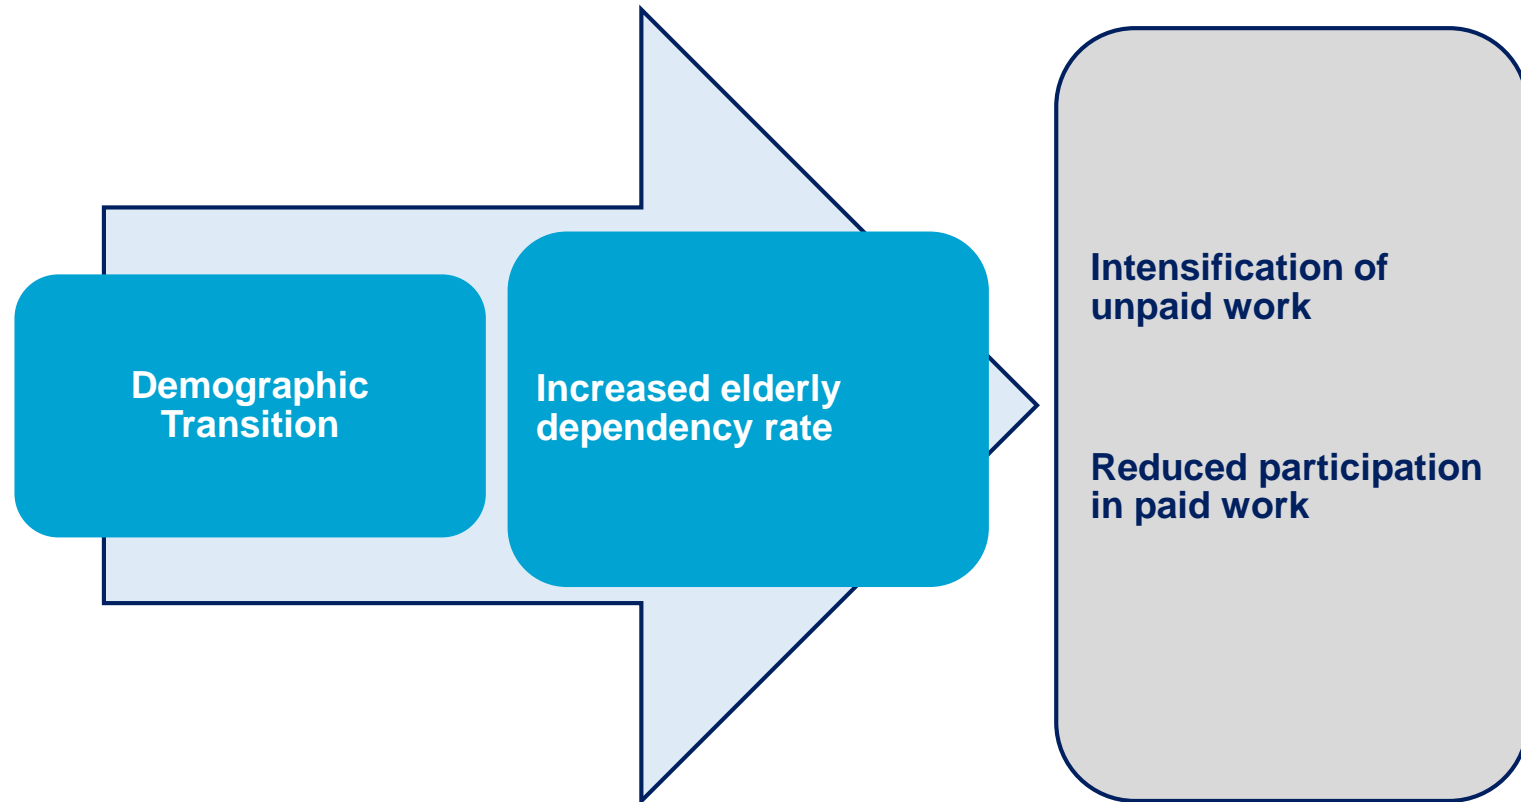 Demographic
Transition
Increased elderly
dependency rate
Intensification of
unpaid work
Reduced participation
in paid work